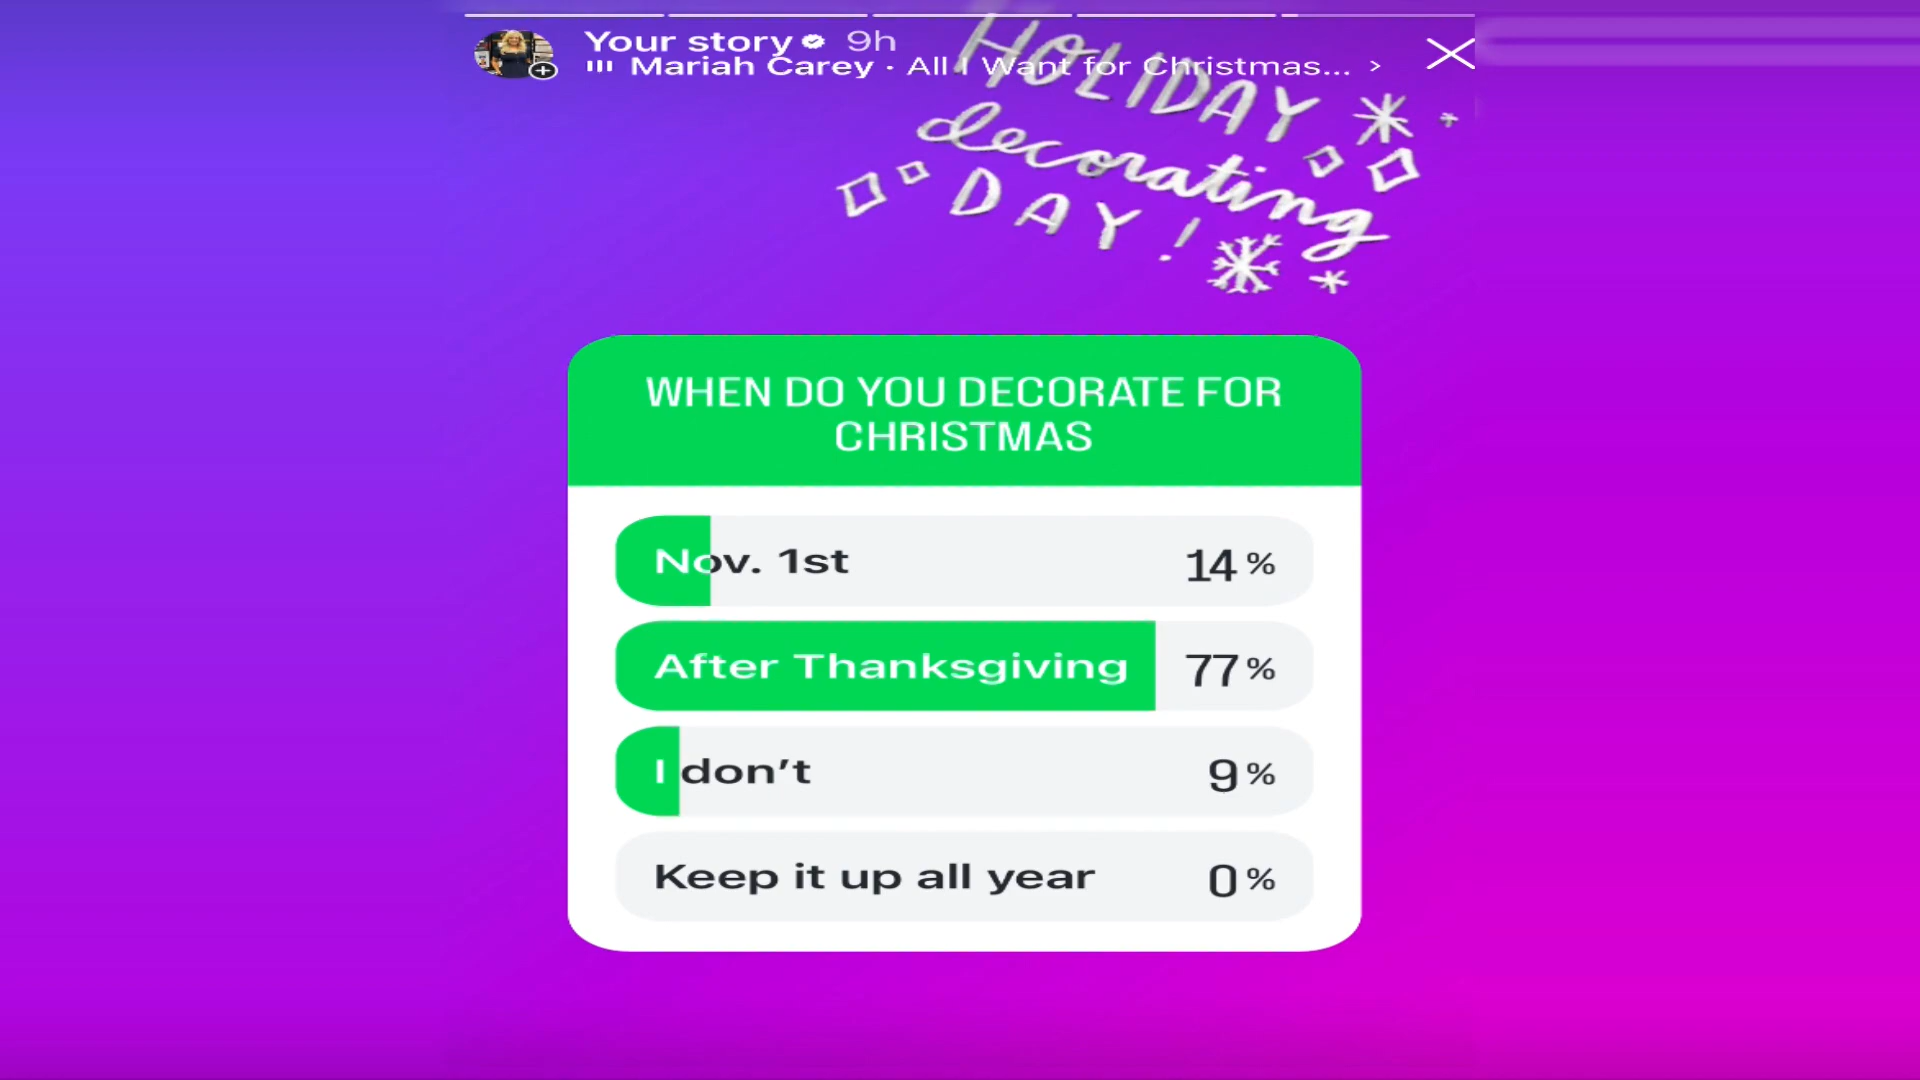 Your story 9h
Mariah Carey · All I Want for Christmas... >
HOLIDAY
decorating
DAY!
WHEN DO YOU DECORATE FOR
CHRISTMAS
Nov. 1st 14%
After Thanksgiving 77%
I don't 9%
Keep it up all year 0%